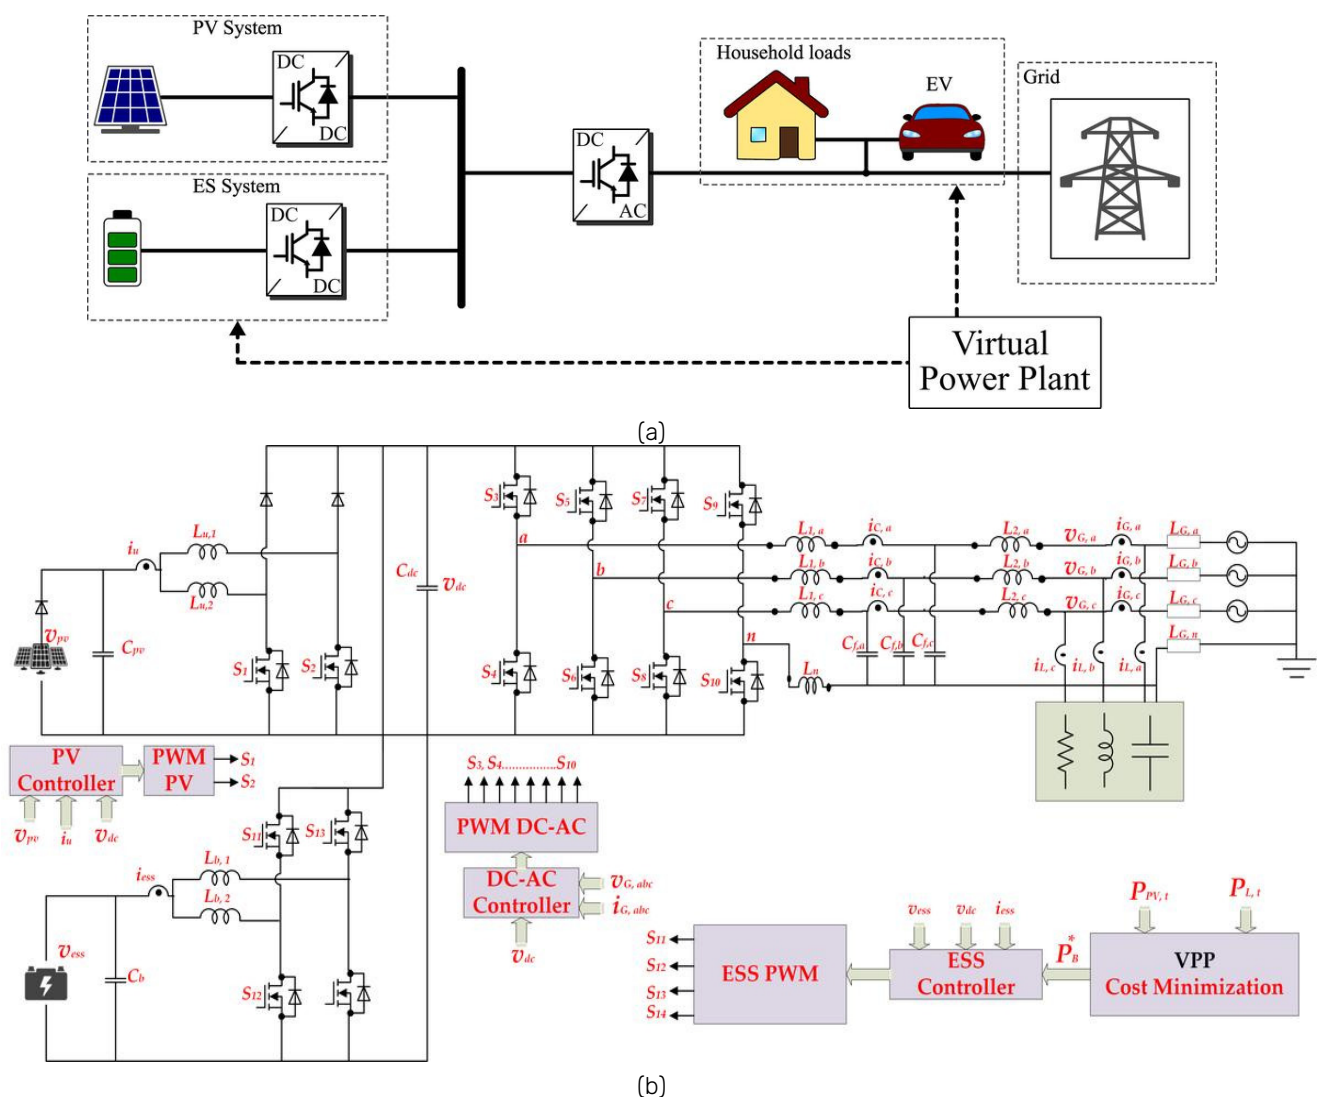 PV System
DC
DC
ES System
DC
DC
DC
AC
Household loads
EV
Grid
Virtual
Power Plant
(a)
S3
S5
S7
S9
a
b
c
n
L1, a
iC, a
L2, a
vG, a
iG, a
LG, a
L1, b
iC, b
L2, b
vG, b
iG, b
LG, b
L1, c
iC, c
L2, c
vG, c
iG, c
LG, c
LG, n
Cf,a
Cf,b
Cf,c
iL, c
iL, b
iL, a
Ln
iu
Lu,1
Lu,2
Cdc
vdc
vpv
Cpv
S1
S2
S4
S6
S8
S10
PV
Controller
PWM
PV
S1
S2
vpv
iu
vdc
S3, S4...............S10
PWM DC-AC
DC-AC
Controller
vG, abc
iG, abc
vdc
S11
S13
iess
Lb, 1
Lb, 2
vess
Cb
S12
S11
S12
S13
S14
ESS PWM
vess
vdc
iess
ESS
Controller
P*B
PPV, t
PL, t
VPP
Cost Minimization
(b)